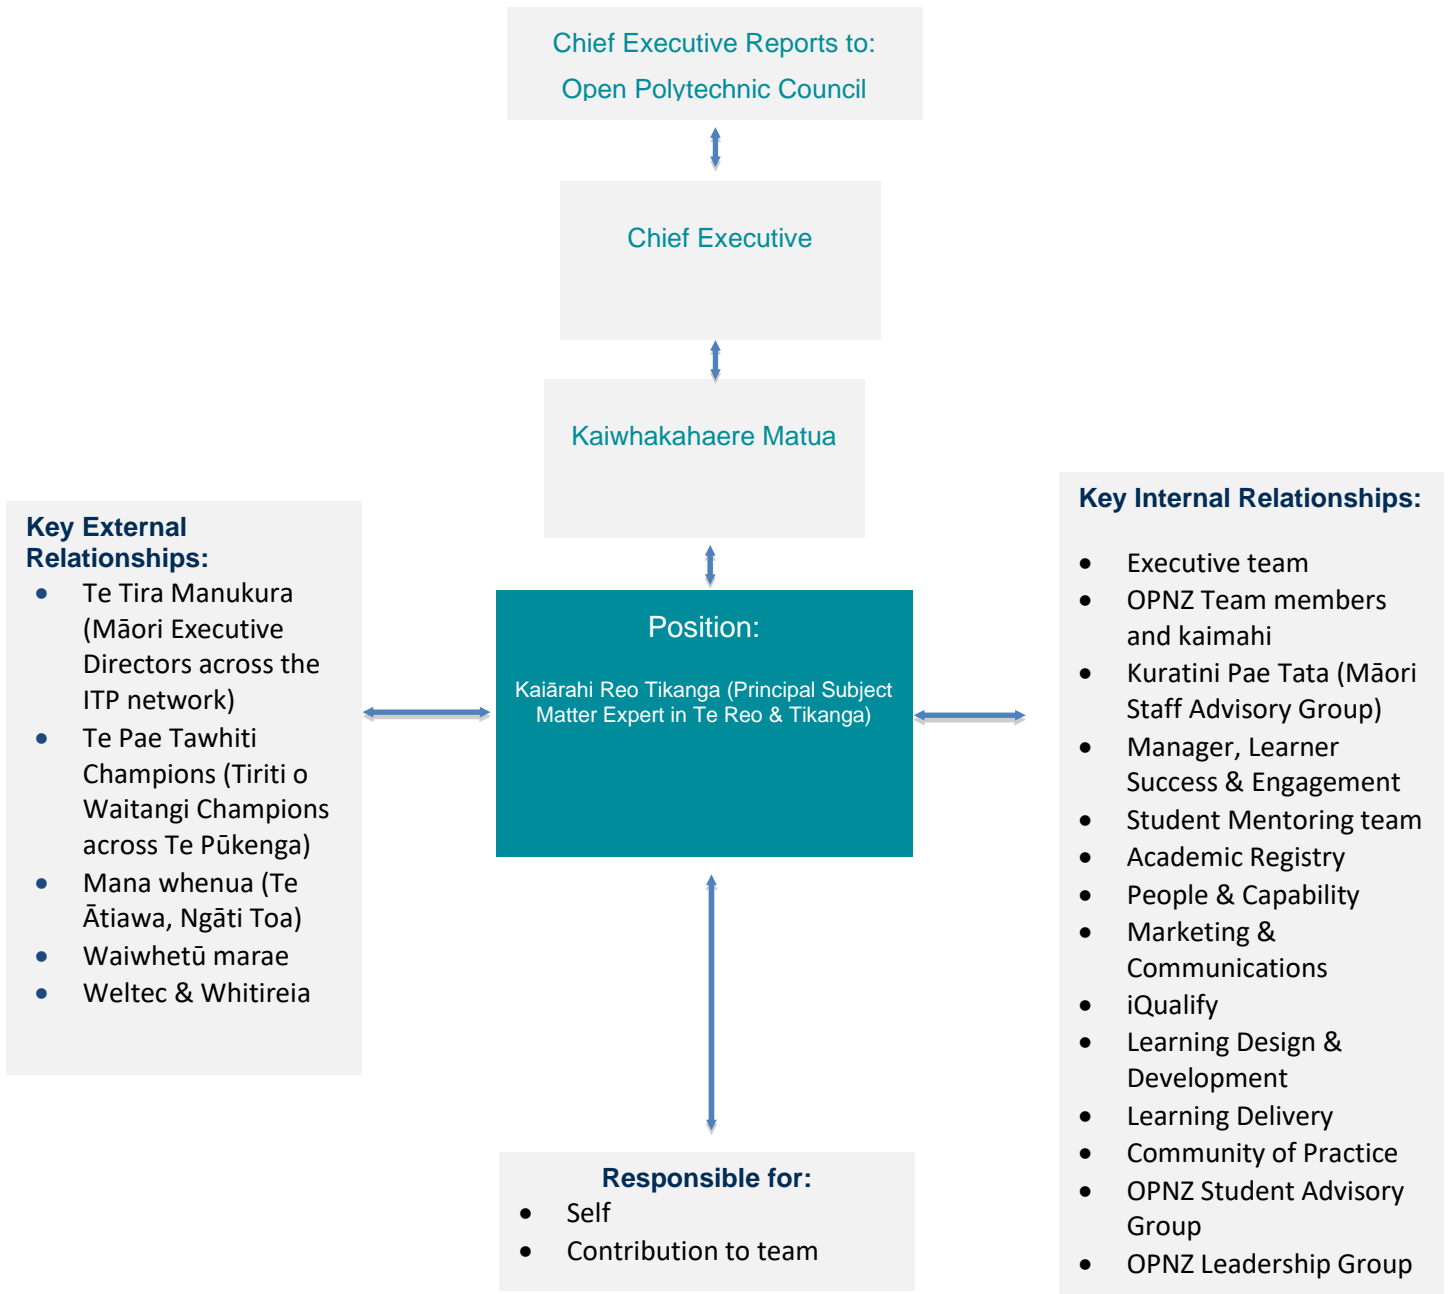 Chief Executive Reports to:
Open Polytechnic Council
Chief Executive
Kaiwhakahaere Matua
Key External
Relationships:
• Te Tira Manukura
(Māori Executive
Directors across the
ITP network)
• Te Pae Tawhiti
Champions (Tiriti o
Waitangi Champions
across Te Pūkenga)
• Mana whenua (Te
Ātiawa, Ngāti Toa)
• Waiwhetū marae
• Weltec & Whitireia
Position:
Kaiārahi Reo Tikanga (Principal Subject
Matter Expert in Te Reo & Tikanga)
Key Internal Relationships:
• Executive team
• OPNZ Team members
and kaimahi
• Kuratini Pae Tata (Māori
Staff Advisory Group)
• Manager, Learner
Success & Engagement
• Student Mentoring team
• Academic Registry
• People & Capability
• Marketing &
Communications
• iQualify
• Learning Design &
Development
• Learning Delivery
• Community of Practice
• OPNZ Student Advisory
Group
• OPNZ Leadership Group
Responsible for:
• Self
• Contribution to team